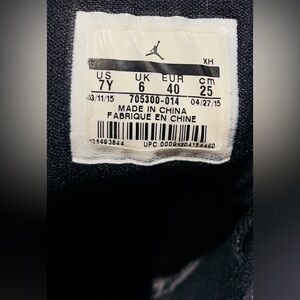 XH
US UK EUR cm
7Y 6 40 25
03/11/15 705300-014 04/27/15
MADE IN CHINA
FABRIQUE EN CHINE
UPC